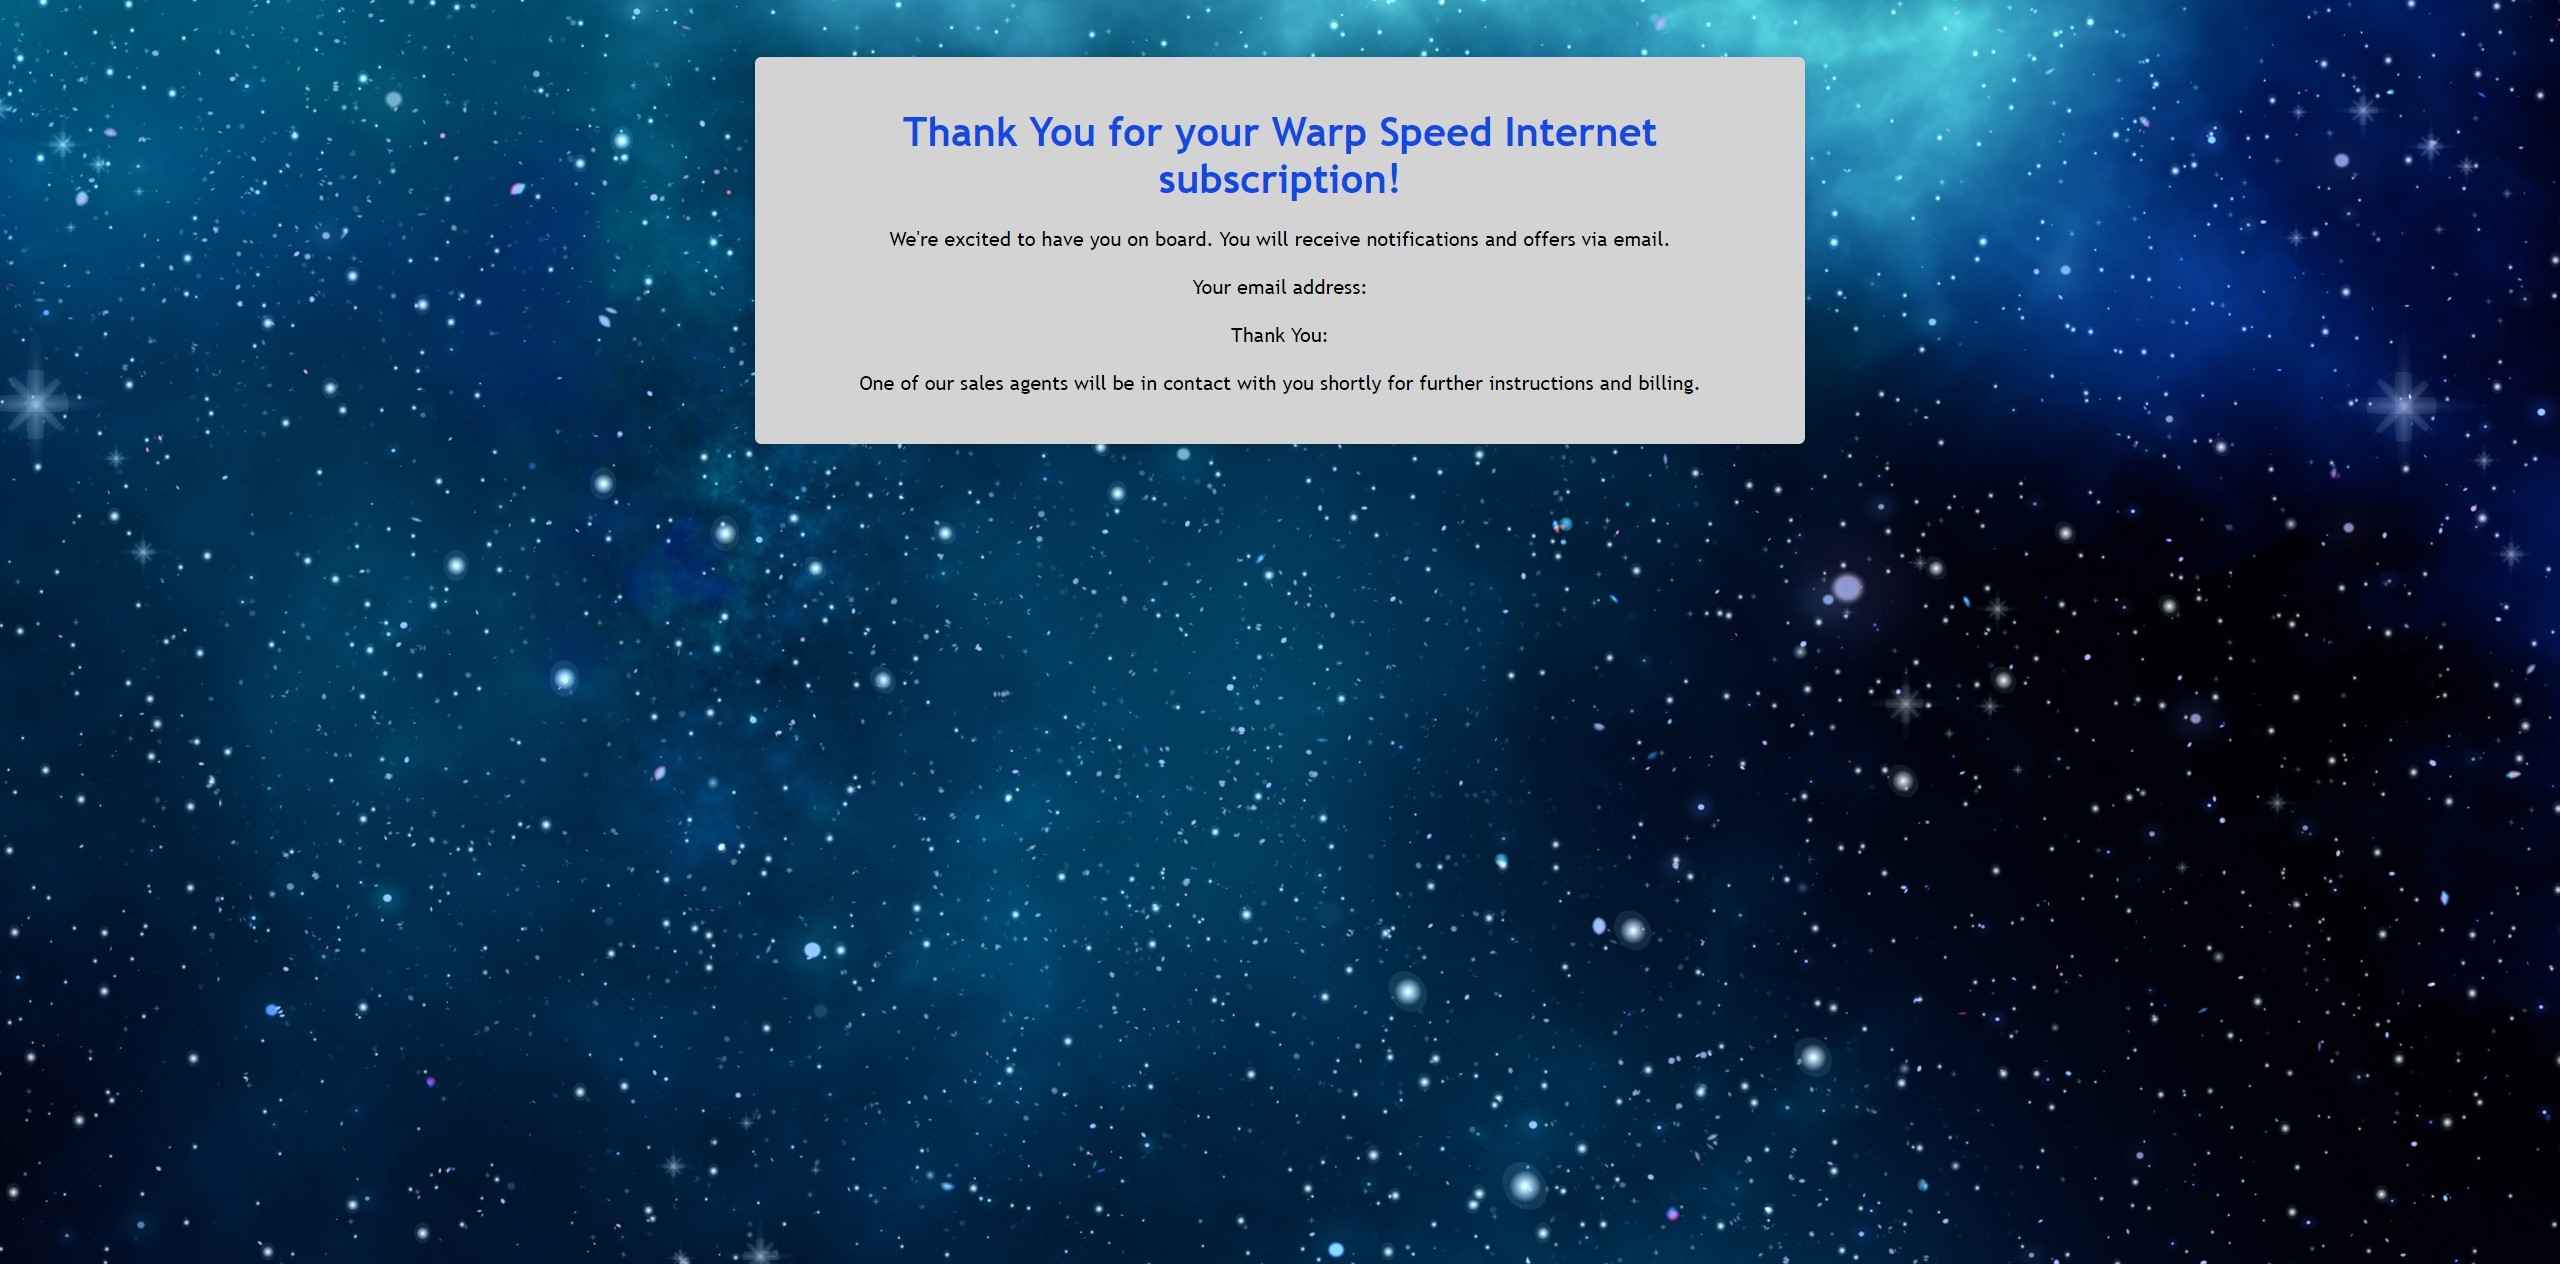 Thank You for your Warp Speed Internet
subscription!
We're excited to have you on board. You will receive notifications and offers via email.
Your email address:
Thank You:
One of our sales agents will be in contact with you shortly for further instructions and billing.